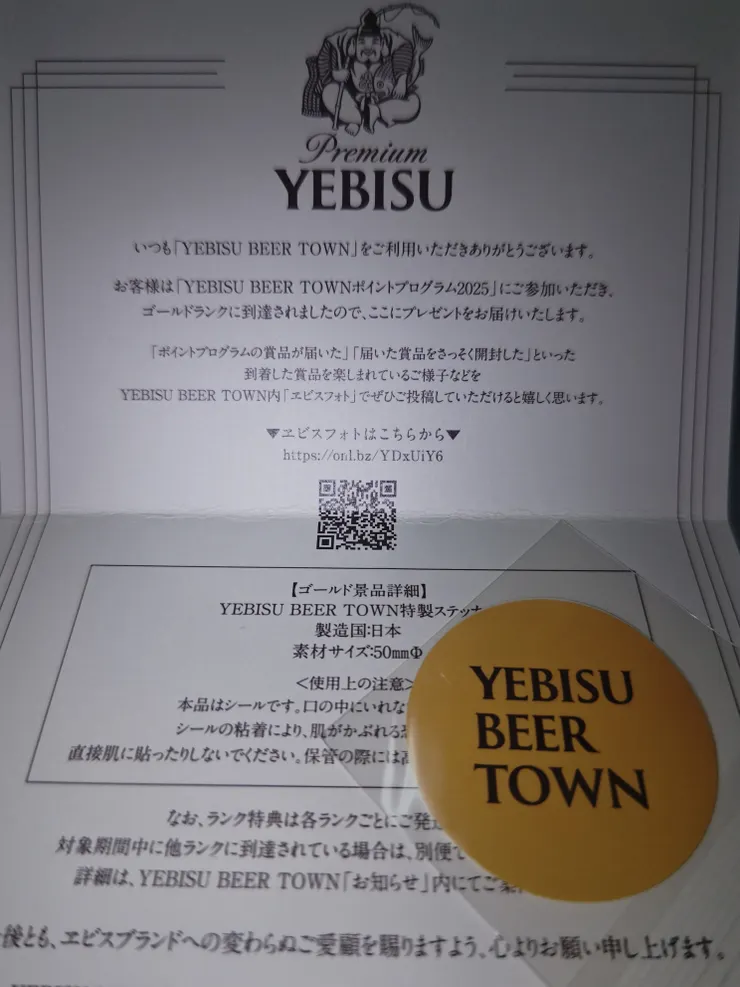 Premium
YEBISU
いつも「YEBISU BEER TOWN」をご利用いただきありがとうございます。
お客様は「YEBISU BEER TOWNポイントプログラム2025」にご参加いただき、
ゴールドランクに到達されましたので、ここにプレゼントをお届けいたします。
「ポイントプログラムの賞品が届いた」「届いた賞品をさっそく開封した」といった
到着した賞品を楽しまれているご様子などを
YEBISU BEER TOWN内「ヱビスフォト」でぜひご投稿していただけると嬉しく思います。
▼ヱビスフォトはこちらから▼
https://onl.bz/YDxUiY6
【ゴールド景品詳細】
YEBISU BEER TOWN特製ステッカ
製造国:日本
素材サイズ:50mmΦ
<使用上の注意>
本品はシールです。口の中にいれな
シールの粘着により、肌がかぶれる
直接肌に貼ったりしないでください。保管の際には高
YEBISU
BEER
TOWN
なお、ランク特典は各ランクごとにご発送
対象期間中に他ランクに到達されている場合は、別便で
詳細は、YEBISU BEER TOWN「お知らせ」内にてご案内
後とも、ヱビスブランドへの変わらぬご愛顧を賜りますよう、心よりお願い申し上げます。